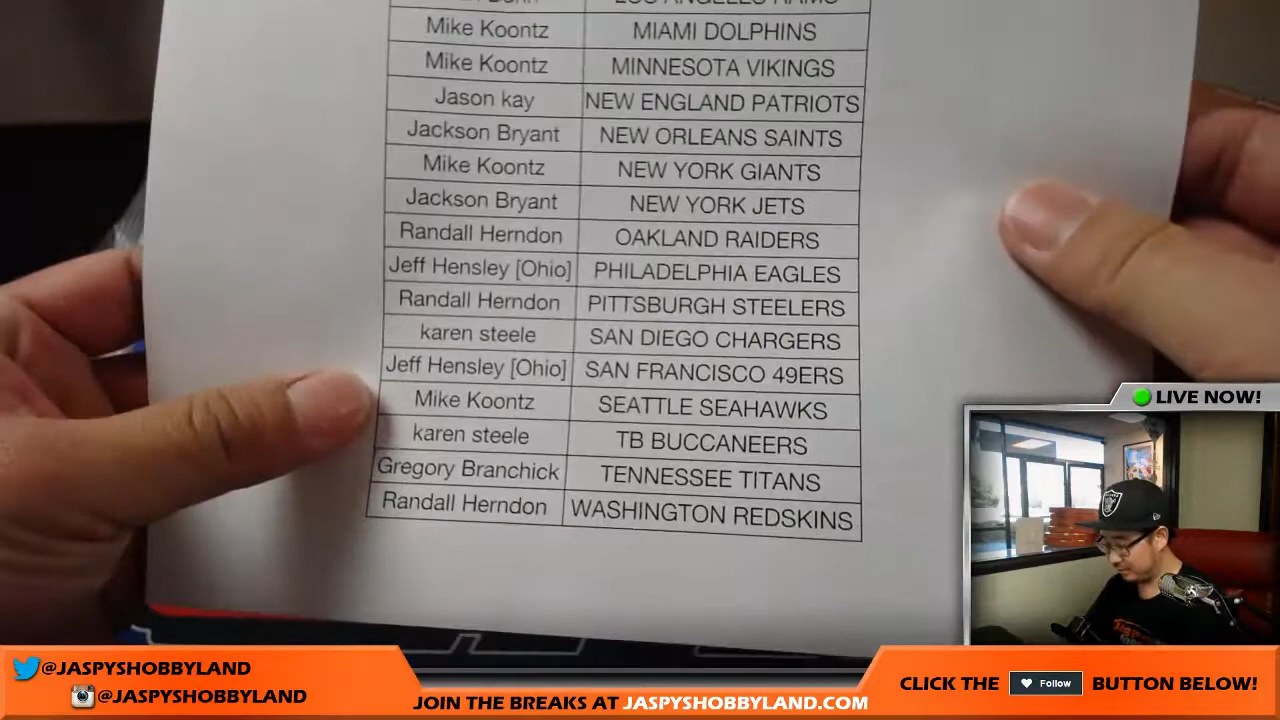 LOS ANGELES RAMS
Mike Koontz MIAMI DOLPHINS
Mike Koontz MINNESOTA VIKINGS
Jason kay NEW ENGLAND PATRIOTS
Jackson Bryant NEW ORLEANS SAINTS
Mike Koontz NEW YORK GIANTS
Jackson Bryant NEW YORK JETS
Randall Herndon OAKLAND RAIDERS
Jeff Hensley [Ohio] PHILADELPHIA EAGLES
Randall Herndon PITTSBURGH STEELERS
karen steele SAN DIEGO CHARGERS
Jeff Hensley [Ohio] SAN FRANCISCO 49ERS
Mike Koontz SEATTLE SEAHAWKS
karen steele TB BUCCANEERS
Gregory Branchick TENNESSEE TITANS
Randall Herndon WASHINGTON REDSKINS
LIVE NOW!
@JASPYSHOBBYLAND
@JASPYSHOBBYLAND
JOIN THE BREAKS AT JASPYSHOBBYLAND.COM
CLICK THE Follow BUTTON BELOW!